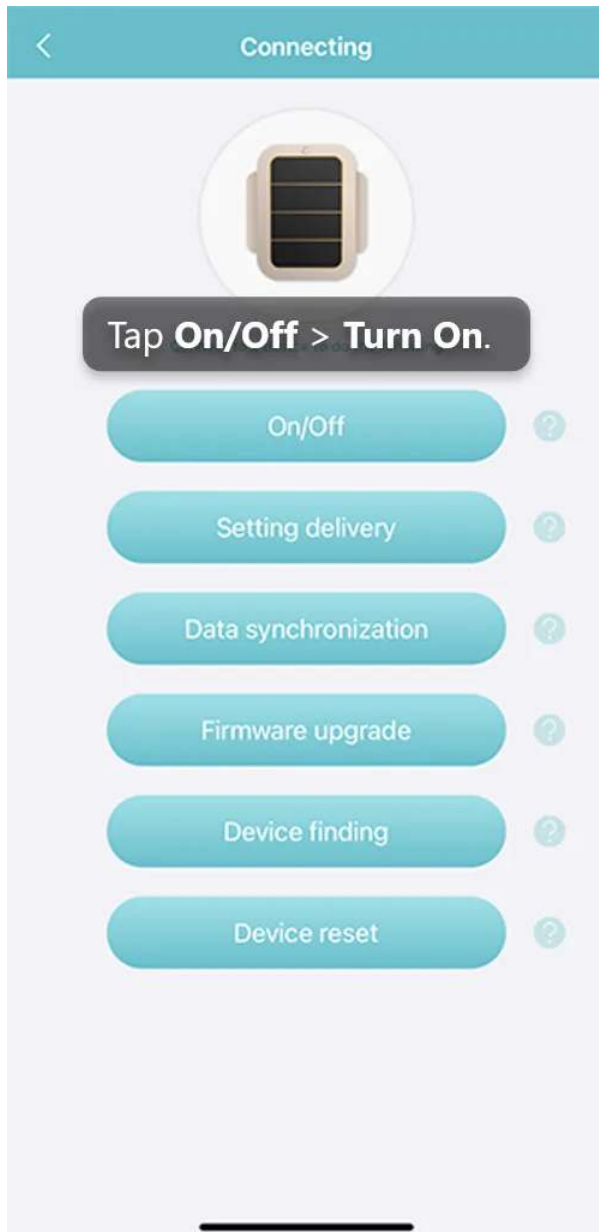 Connecting
Tap On/Off > Turn On.
On/Off
?
Setting delivery
?
Data synchronization
?
Firmware upgrade
?
Device finding
?
Device reset
?